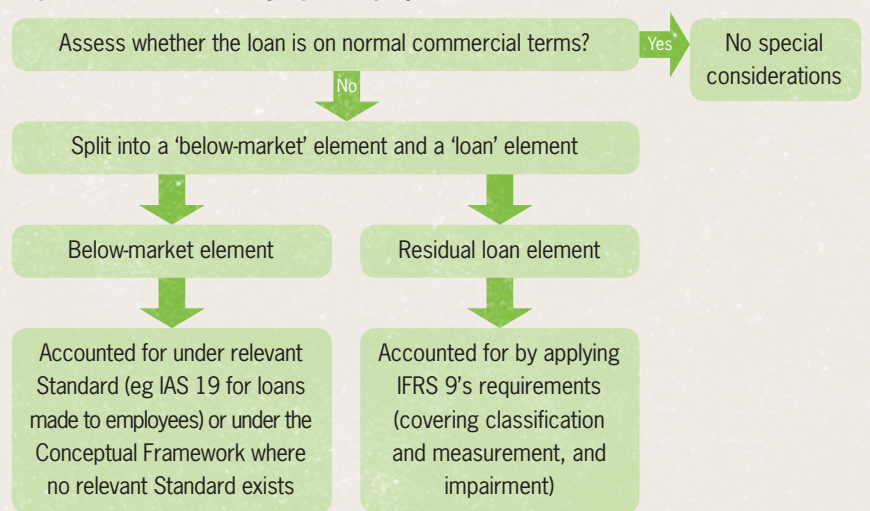 Assess whether the loan is on normal commercial terms?
Yes
No special
considerations
No
Split into a ‘below-market’ element and a ‘loan’ element
Below-market element
Residual loan element
Accounted for under relevant
Standard (eg IAS 19 for loans
made to employees) or under the
Conceptual Framework where
no relevant Standard exists
Accounted for by applying
IFRS 9’s requirements
(covering classification
and measurement, and
impairment)